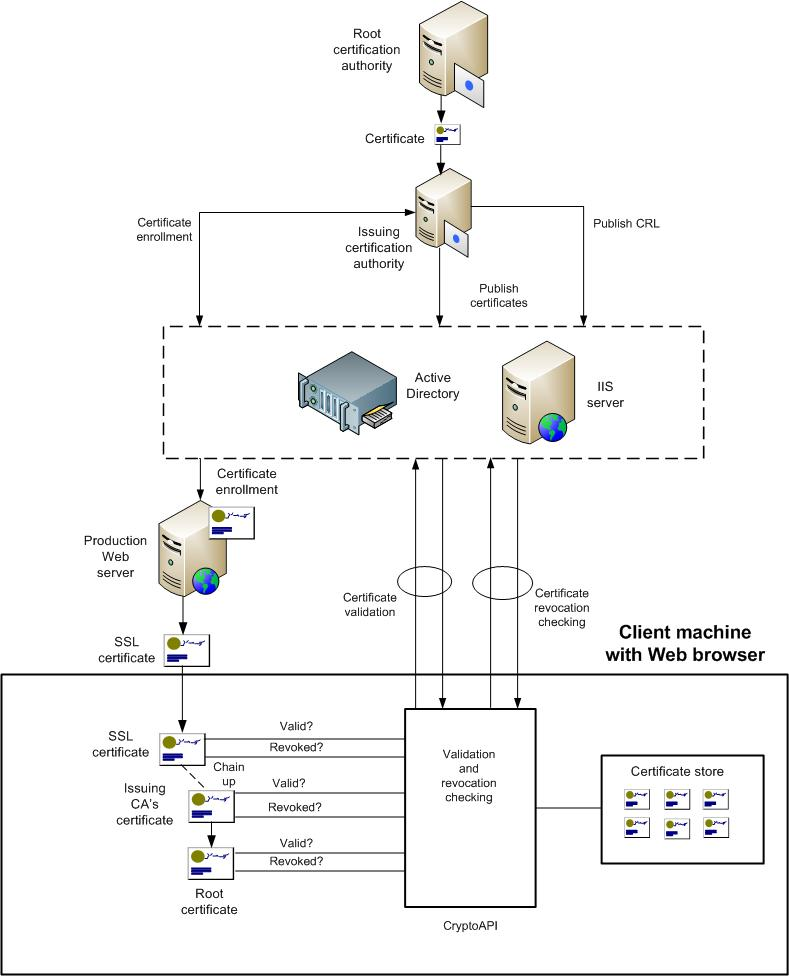 Root
certification
authority
Certificate
Certificate
enrollment
Issuing
certification
authority
Publish CRL
Publish
certificates
Active
Directory
IIS
server
Certificate
enrollment
Production
Web
server
Certificate
validation
Certificate
revocation
checking
SSL
certificate
Client machine
with Web browser
SSL
certificate
Valid?
Revoked?
Chain
up
Issuing
CA's
certificate
Valid?
Revoked?
Valid?
Revoked?
Root
certificate
Validation
and
revocation
checking
CryptoAPI
Certificate store